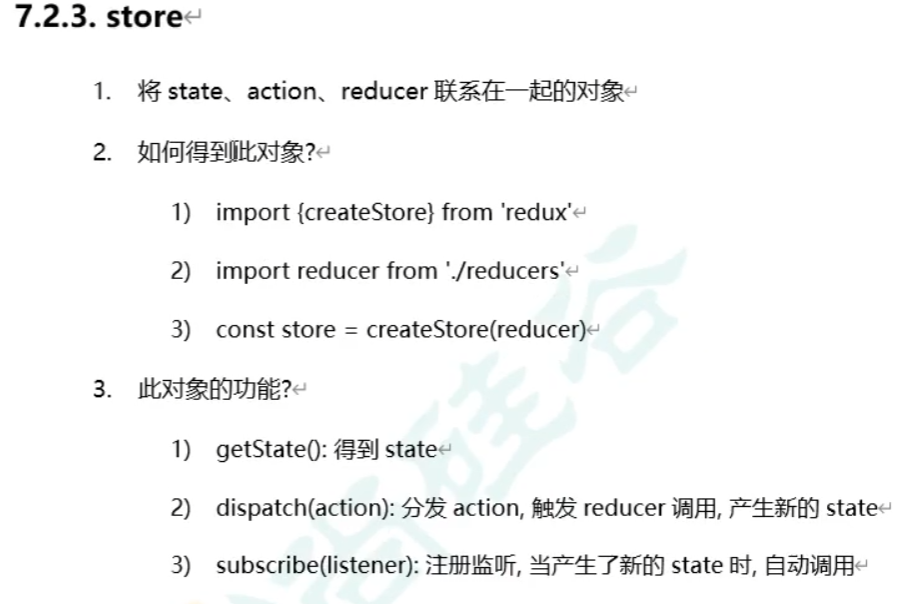 7.2.3. store
1. 将 state、action、reducer 联系在一起的对象
2. 如何得到此对象?
1) import {createStore} from 'redux'
2) import reducer from './reducers'
3) const store = createStore(reducer)
3. 此对象的功能?
1) getState(): 得到 state
2) dispatch(action): 分发 action, 触发 reducer 调用, 产生新的 state
3) subscribe(listener): 注册监听, 当产生了新的 state 时, 自动调用
尚硅谷